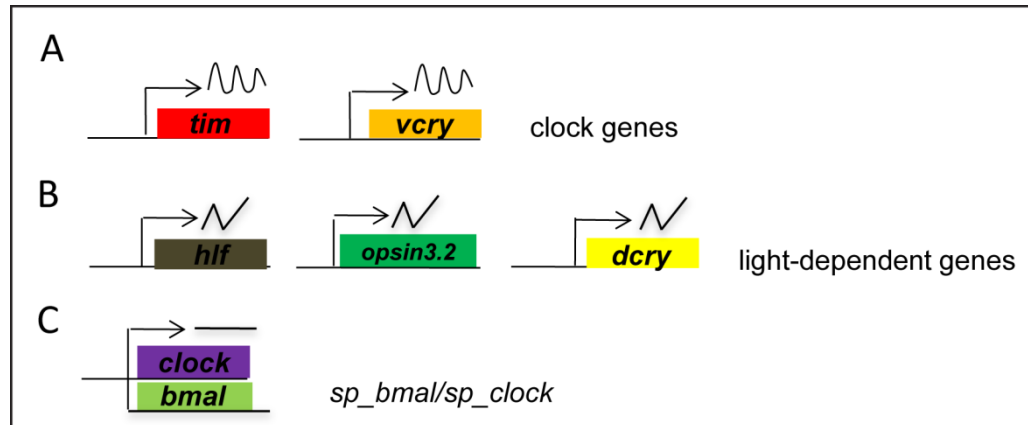 A
tim vcry clock genes
B
hlf opsin3.2 dcry light-dependent genes
C
clock
bmal sp_bmal/sp_clock